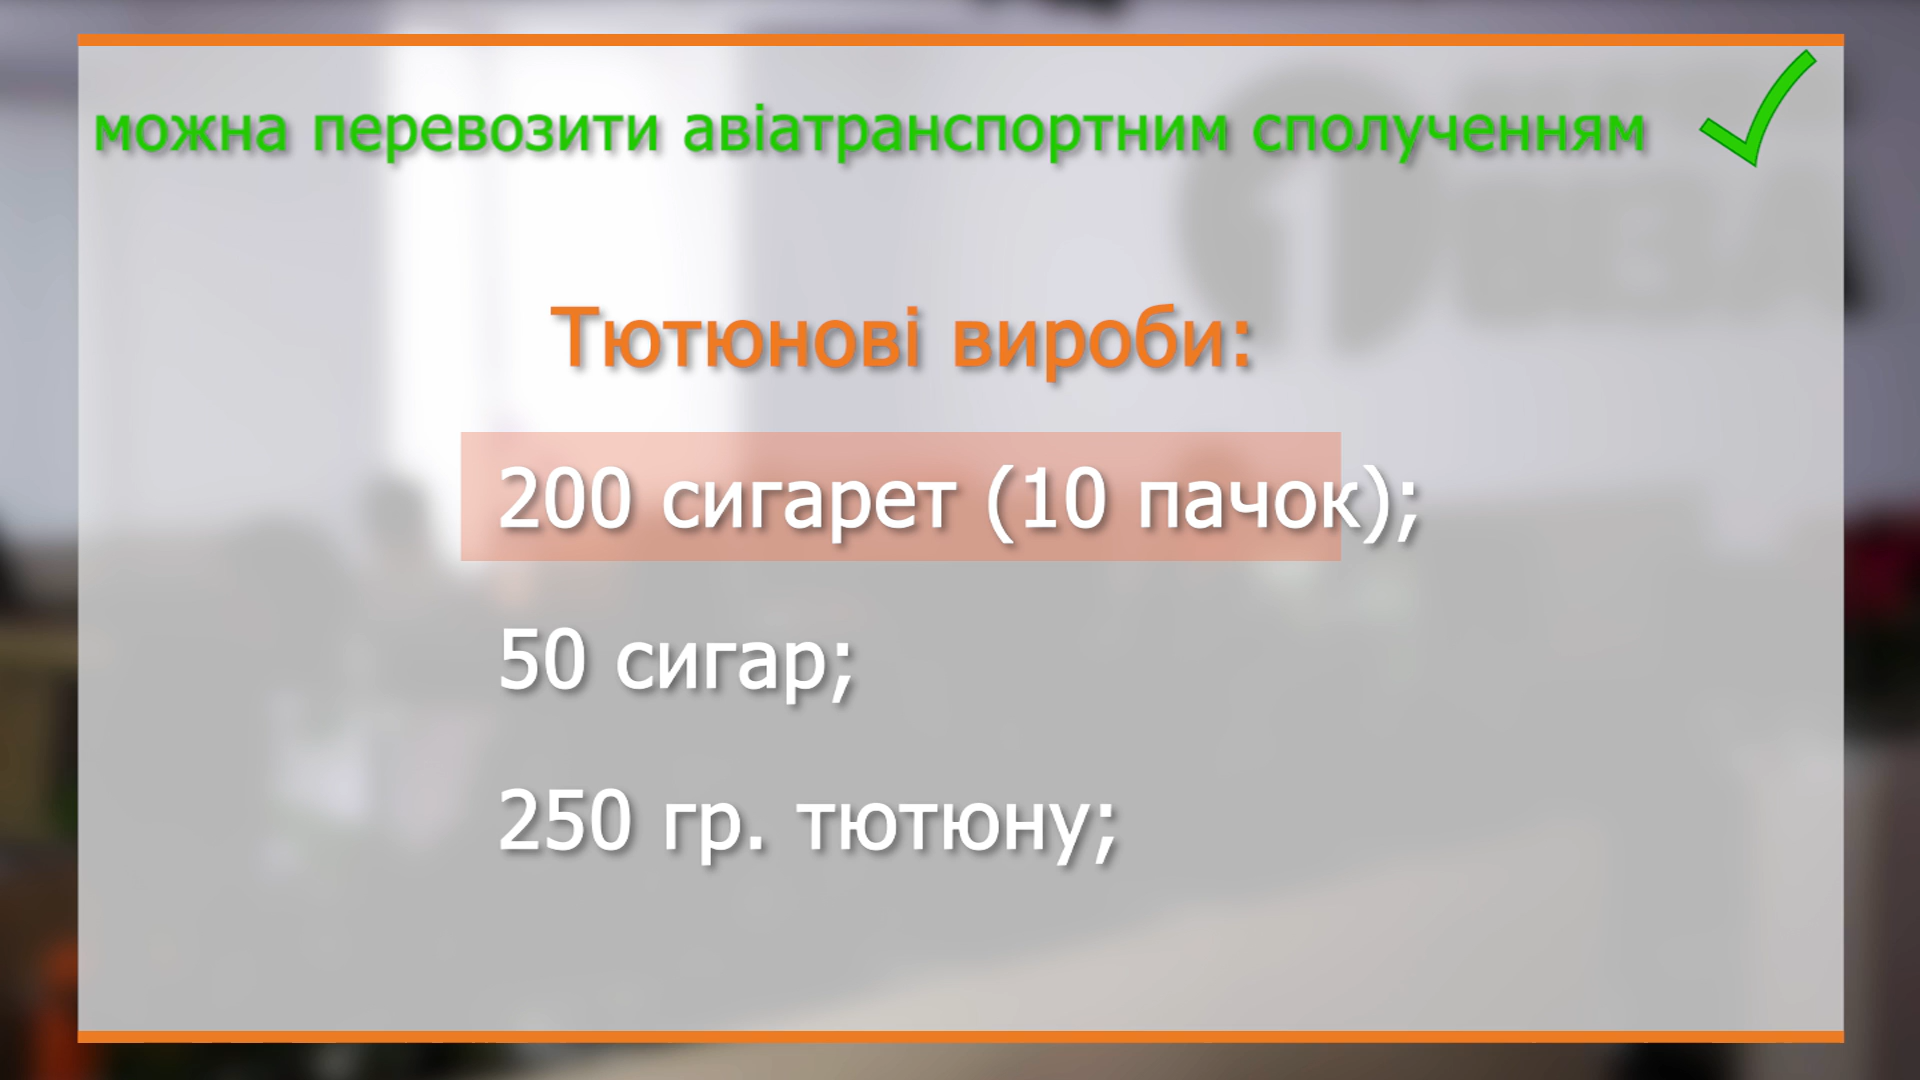 можна перевозити авіатранспортним сполученням
Тютюнові вироби:
200 сигарет (10 пачок);
50 сигар;
250 гр. тютюну;